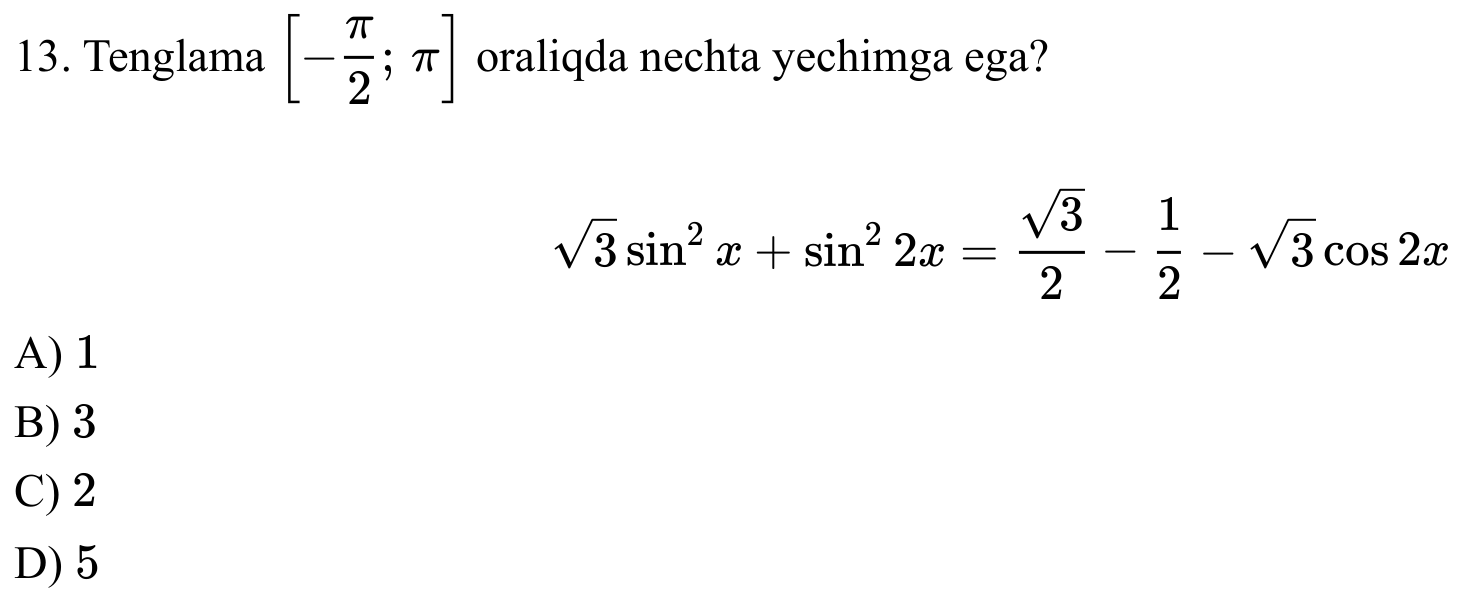 13. Tenglama [−π/2; π] oraliqda nechta yechimga ega?
√3 sin² x + sin² 2x = √3/2 − 1/2 − √3 cos 2x
A) 1
B) 3
C) 2
D) 5